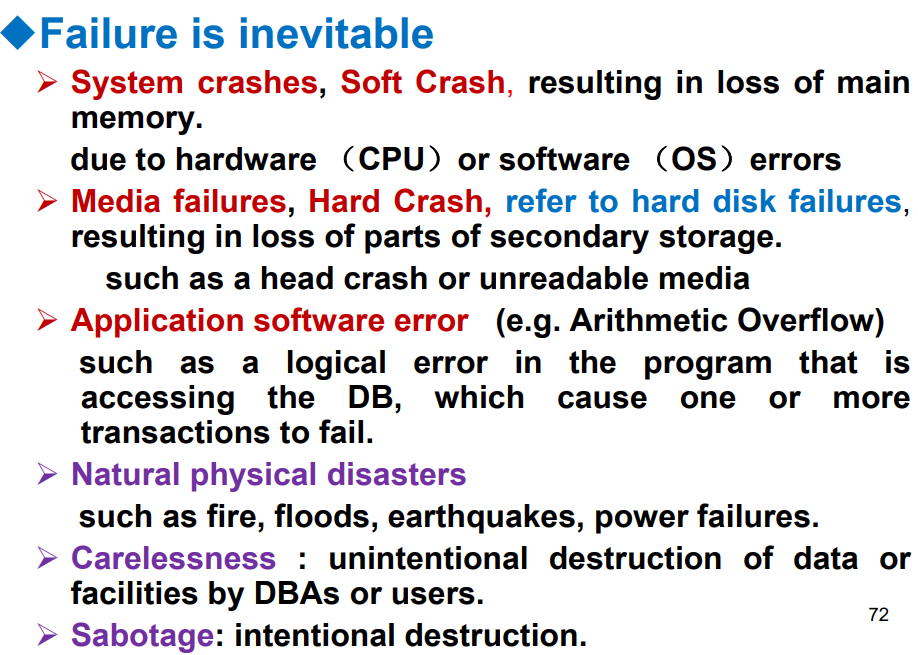 Failure is inevitable
System crashes, Soft Crash, resulting in loss of main
memory.
due to hardware （CPU）or software （OS）errors
Media failures, Hard Crash, refer to hard disk failures,
resulting in loss of parts of secondary storage.
such as a head crash or unreadable media
Application software error (e.g. Arithmetic Overflow)
such as a logical error in the program that is
accessing the DB, which cause one or more
transactions to fail.
Natural physical disasters
such as fire, floods, earthquakes, power failures.
Carelessness : unintentional destruction of data or
facilities by DBAs or users.
Sabotage: intentional destruction.
72